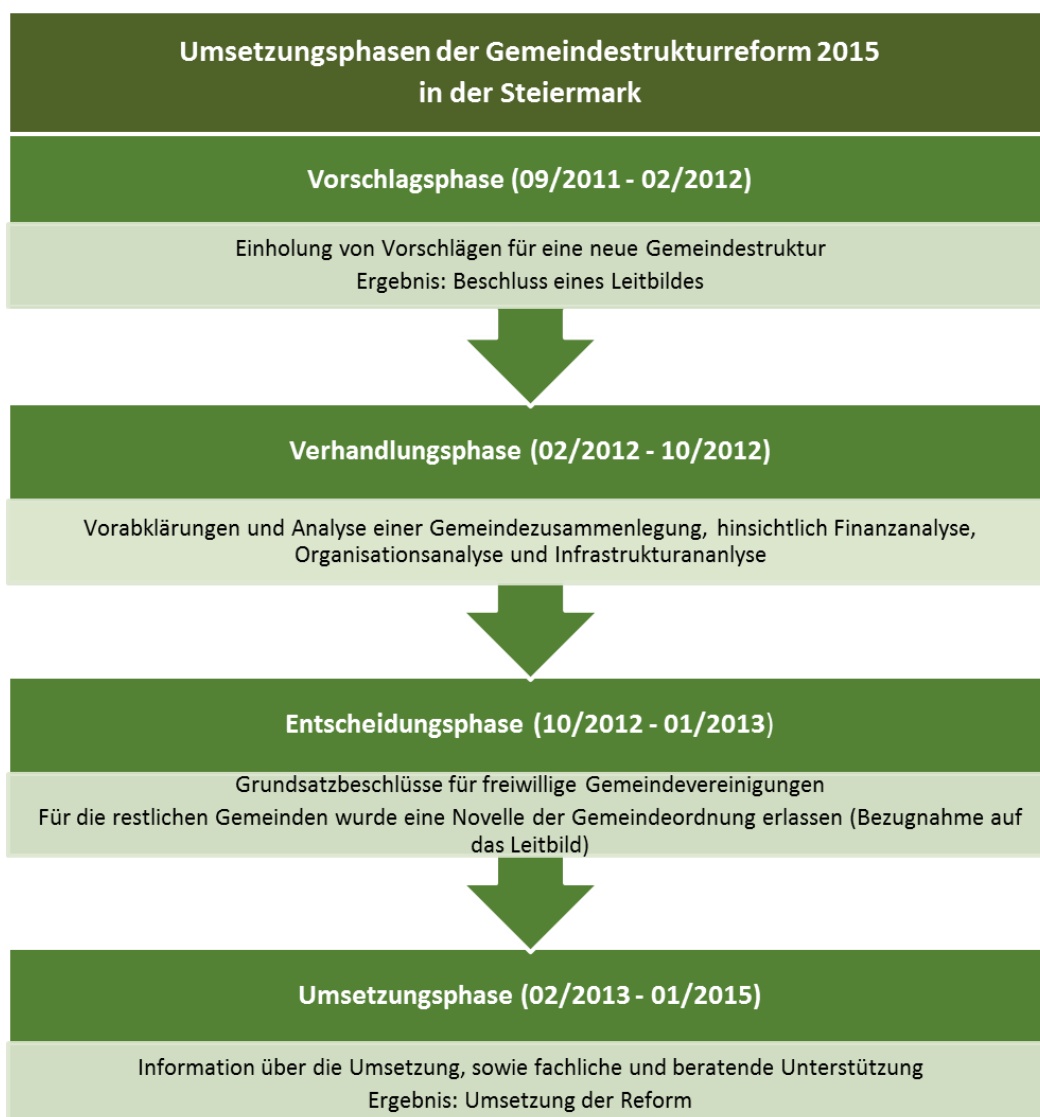 Umsetzungsphasen der Gemeindestrukturreform 2015
in der Steiermark
Vorschlagsphase (09/2011 - 02/2012)
Einholung von Vorschlägen für eine neue Gemeindestruktur
Ergebnis: Beschluss eines Leitbildes
Verhandlungsphase (02/2012 - 10/2012)
Vorabklärungen und Analyse einer Gemeindezusammenlegung, hinsichtlich Finanzanalyse,
Organisationsanalyse und Infrastrukturananlyse
Entscheidungsphase (10/2012 - 01/2013)
Grundsatzbeschlüsse für freiwillige Gemeindevereinigungen
Für die restlichen Gemeinden wurde eine Novelle der Gemeindeordnung erlassen (Bezugnahme auf
das Leitbild)
Umsetzungsphase (02/2013 - 01/2015)
Information über die Umsetzung, sowie fachliche und beratende Unterstützung
Ergebnis: Umsetzung der Reform